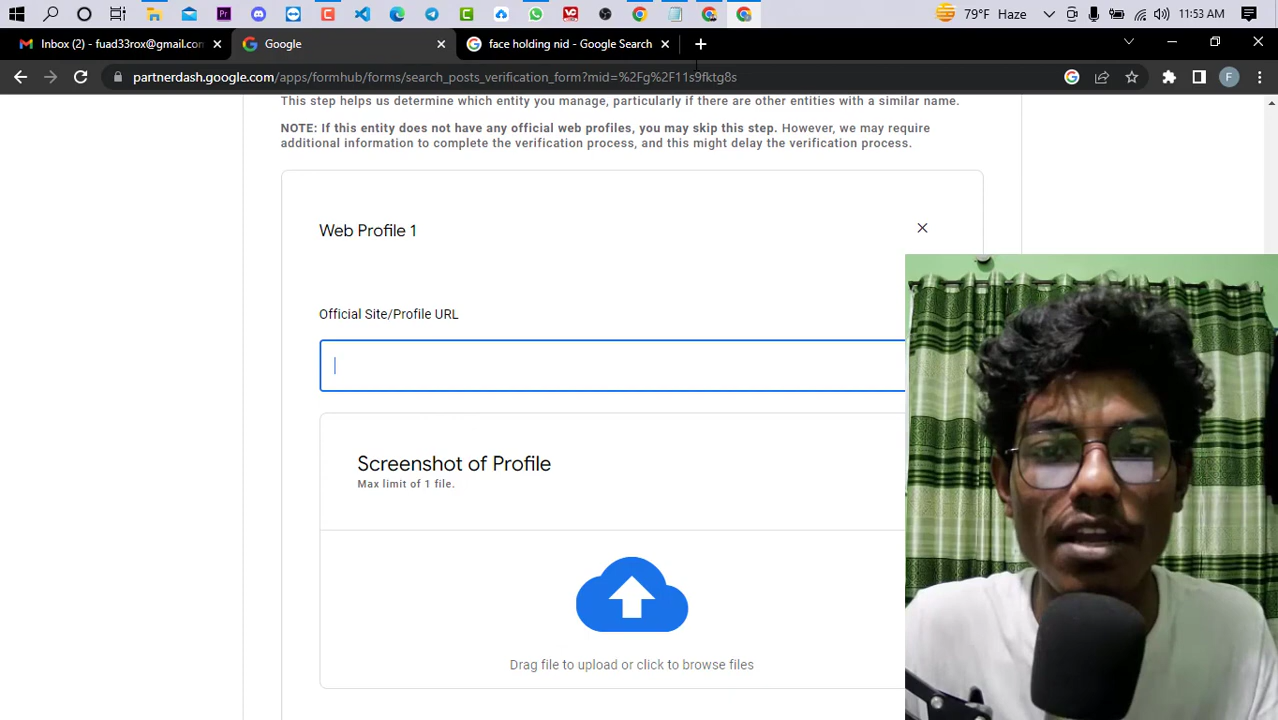 79°F Haze
11:53 AM
Inbox (2) - fuad33rox@gmail.com
Google
face holding nid - Google Search
partnerdash.google.com/apps/formhub/forms/search_posts_verification_form?mid=%2Fg%2F11s9fktg8s
F
This step helps us determine which entity you manage, particularly if there are other entities with a similar name.
NOTE: If this entity does not have any official web profiles, you may skip this step. However, we may require
additional information to complete the verification process, and this might delay the verification process.
Web Profile 1
Official Site/Profile URL
Screenshot of Profile
Max limit of 1 file.
Drag file to upload or click to browse files